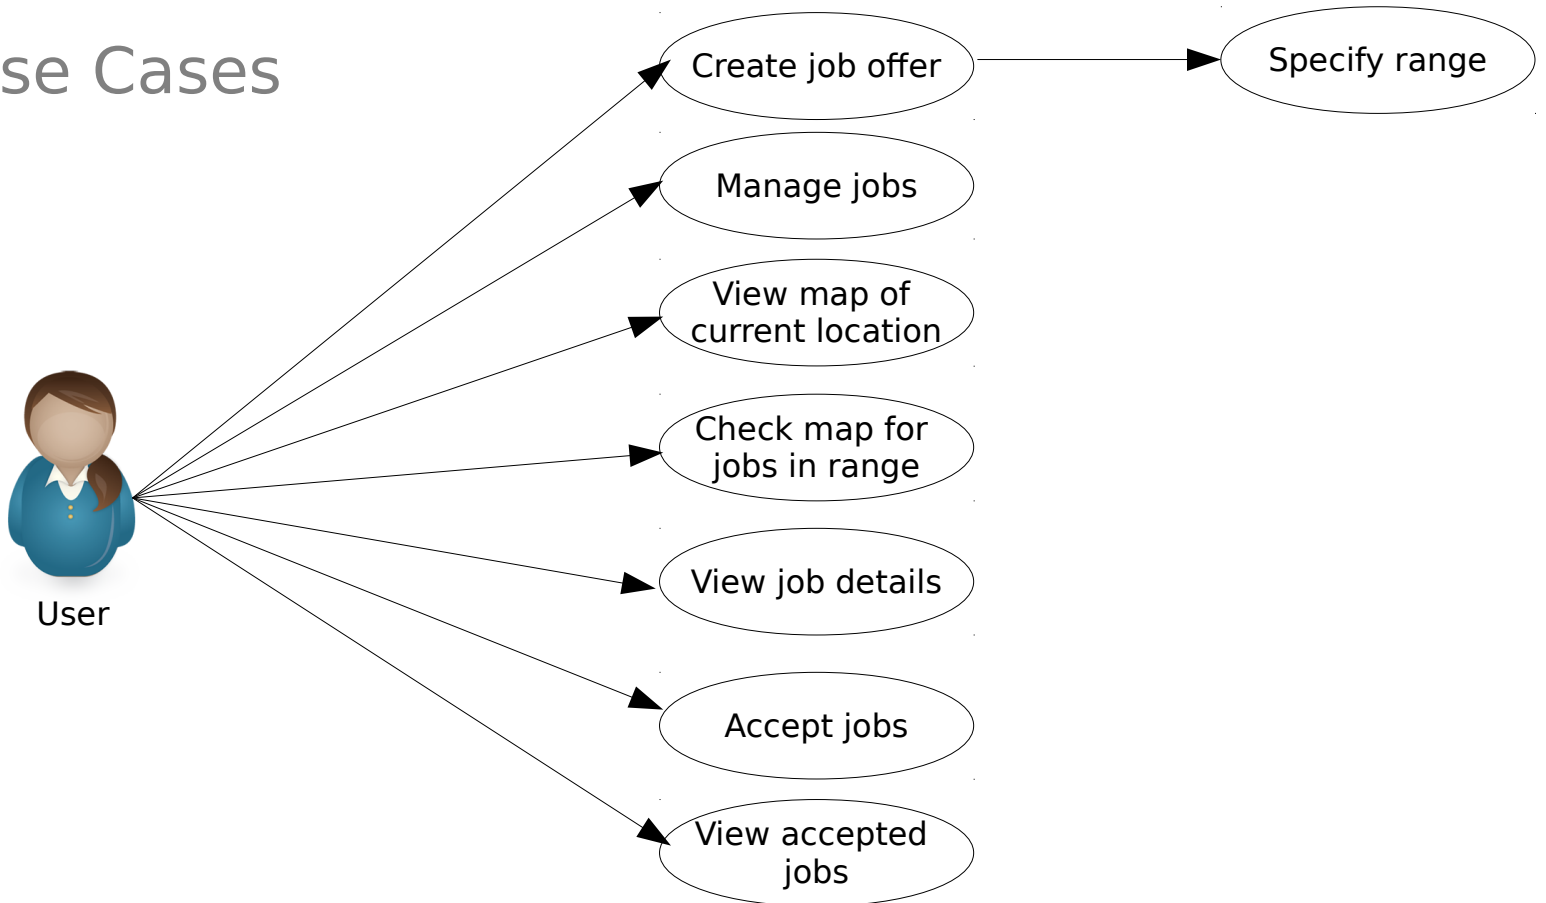 se Cases
Create job offer
Specify range
Manage jobs
View map of
current location
Check map for
jobs in range
View job details
User
Accept jobs
View accepted
jobs